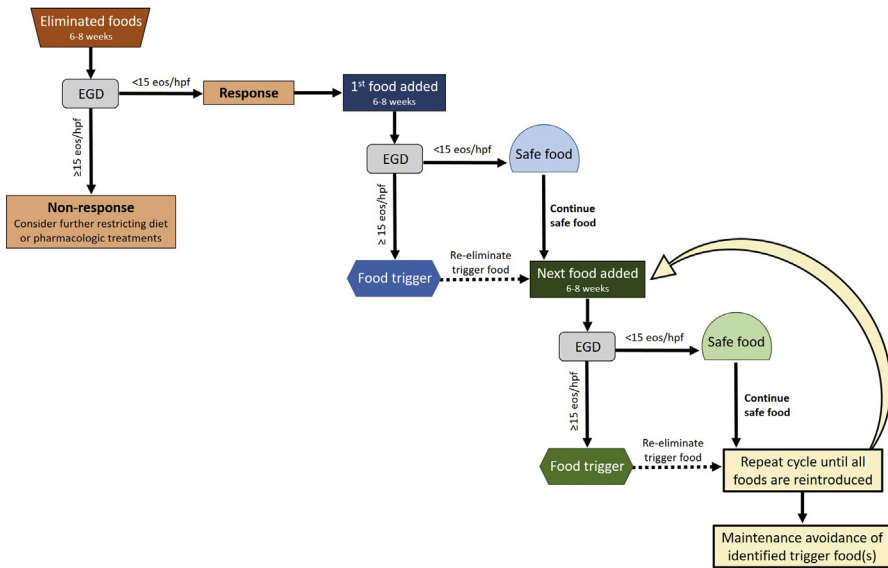 Eliminated foods
6-8 weeks
EGD
<15 eos/hpf
Response
≥15 eos/hpf
Non-response
Consider further restricting diet
or pharmacologic treatments
1st food added
6-8 weeks
EGD
<15 eos/hpf
Safe food
≥ 15 eos/hpf
Continue
safe food
Food trigger
Re-eliminate
trigger food
Next food added
6-8 weeks
EGD
<15 eos/hpf
Safe food
≥15 eos/hpf
Continue
safe food
Food trigger
Re-eliminate
trigger food
Repeat cycle until all
foods are reintroduced
Maintenance avoidance of
identified trigger food(s)